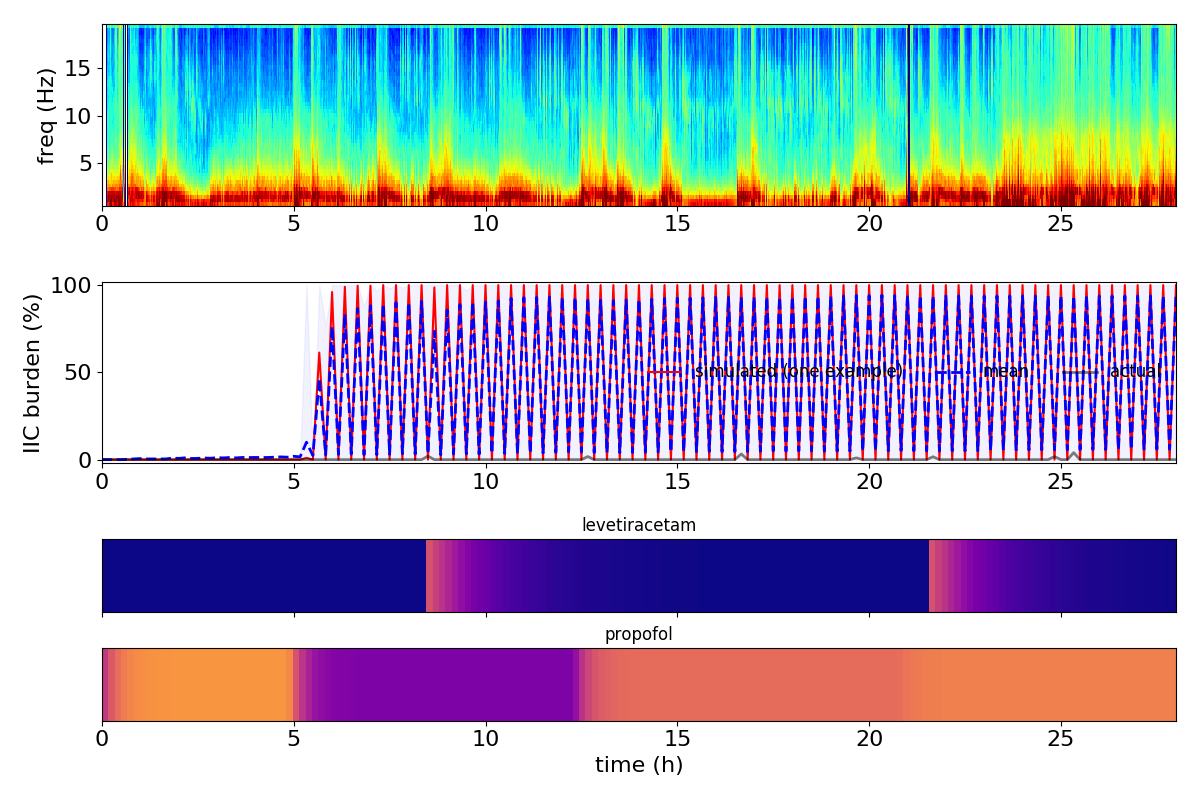 freq (Hz)
15
10
5
0 5 10 15 20 25
IIC burden (%)
100
50
0
simulated (one example) mean actual
0 5 10 15 20 25
levetiracetam
propofol
0 5 10 15 20 25
time (h)